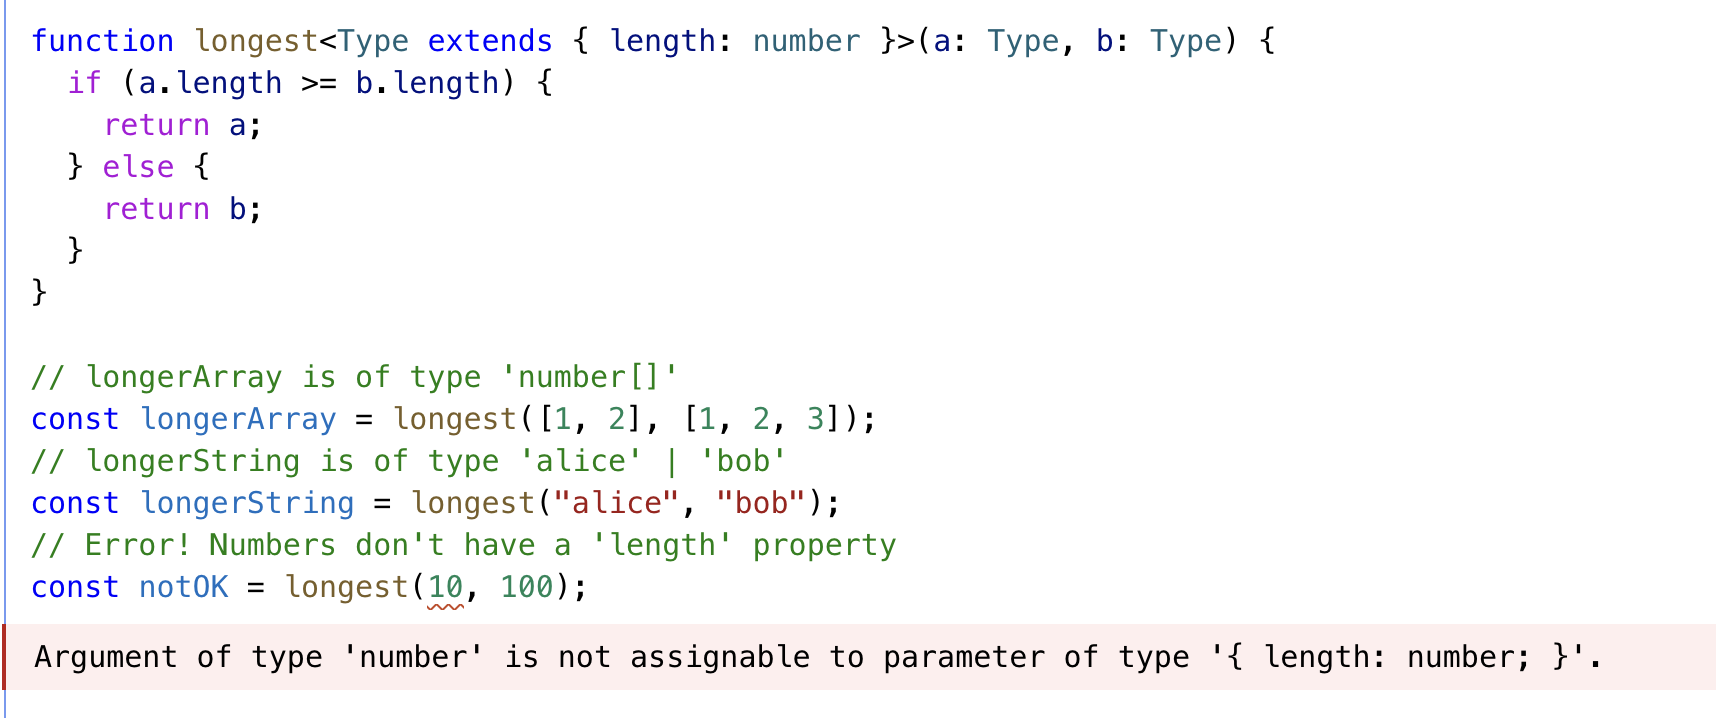 function longest<Type extends { length: number }>(a: Type, b: Type) {
  if (a.length >= b.length) {
    return a;
  } else {
    return b;
  }
}

// longerArray is of type 'number[]'
const longerArray = longest([1, 2], [1, 2, 3]);
// longerString is of type 'alice' | 'bob'
const longerString = longest("alice", "bob");
// Error! Numbers don't have a 'length' property
const notOK = longest(10, 100);
Argument of type 'number' is not assignable to parameter of type '{ length: number; }'.